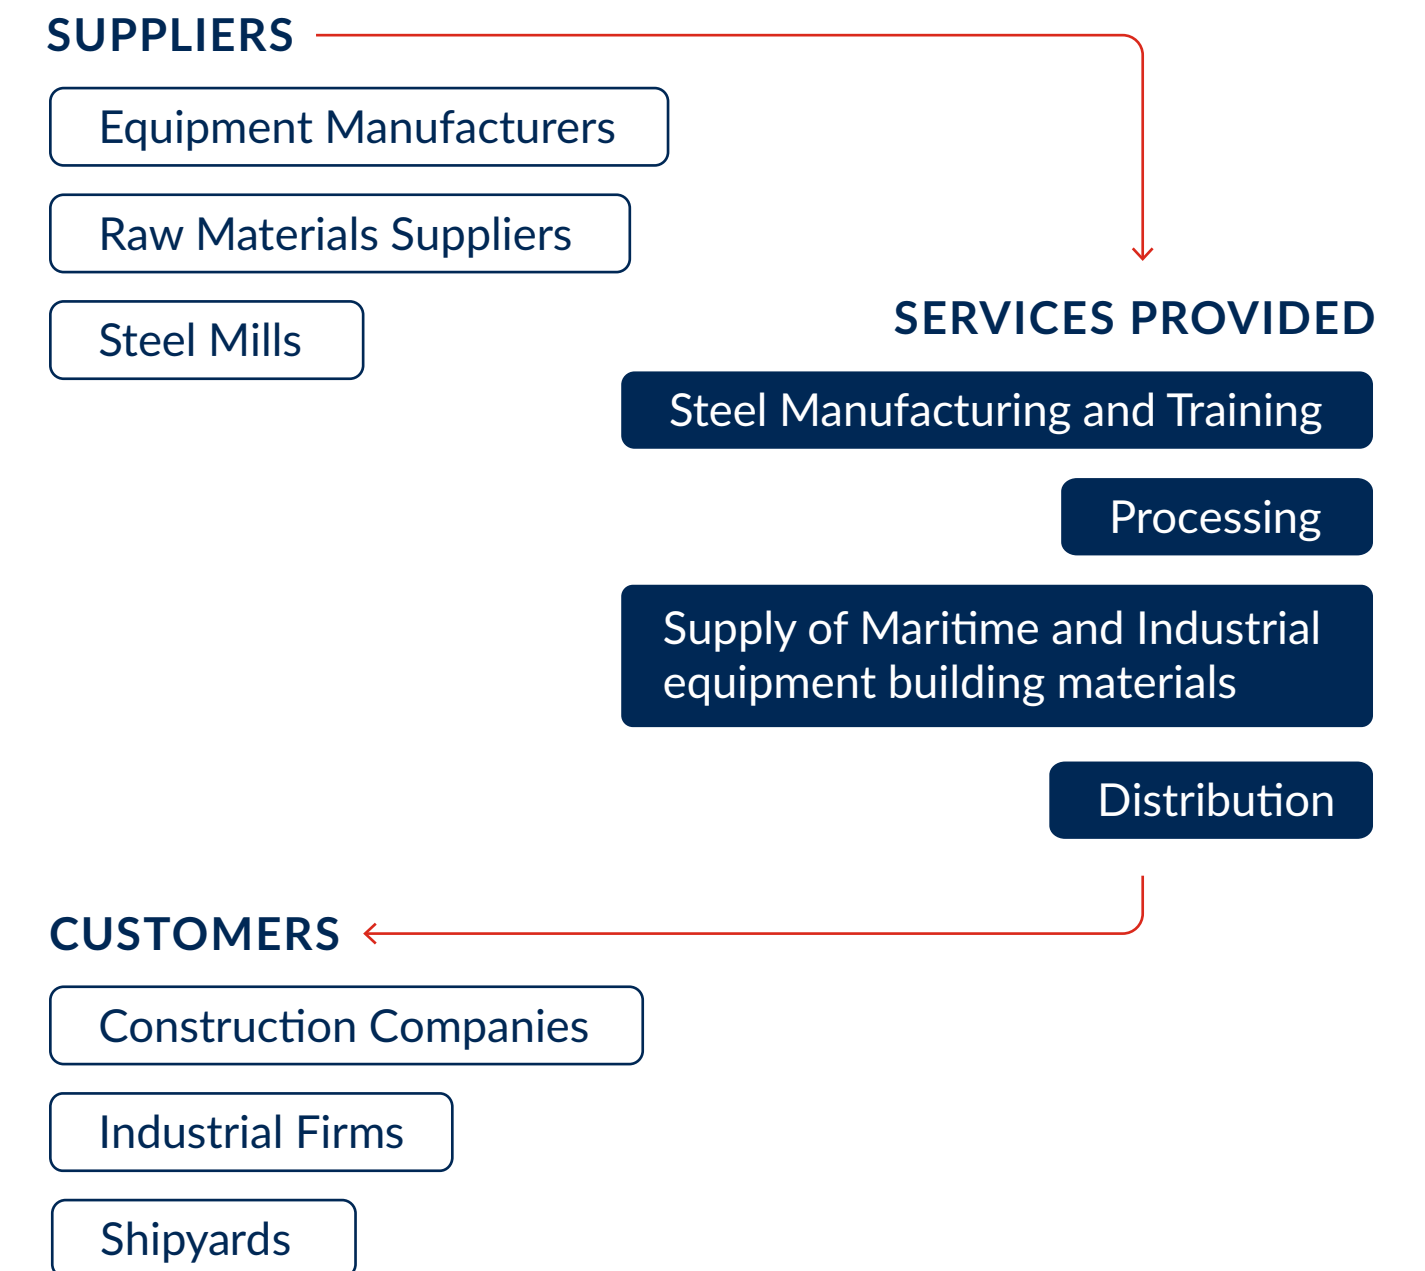 SUPPLIERS
Equipment Manufacturers
Raw Materials Suppliers
Steel Mills
SERVICES PROVIDED
Steel Manufacturing and Training
Processing
Supply of Maritime and Industrial
equipment building materials
Distribution
CUSTOMERS
Construction Companies
Industrial Firms
Shipyards